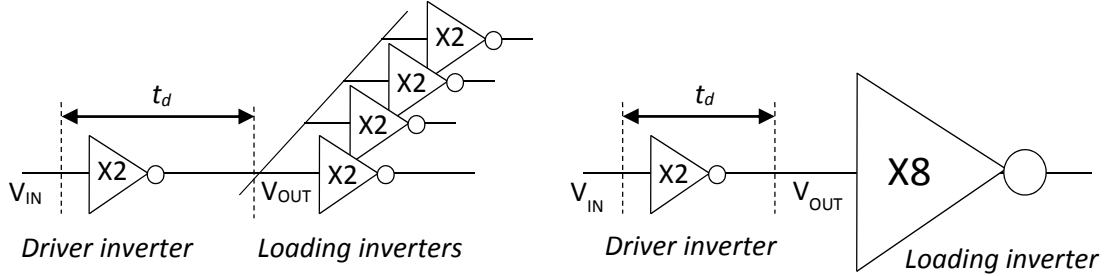 X2
X2
t_d
X2
t_d
X2
X2
X2
X8
V_IN
V_OUT
V_IN
V_OUT
Driver inverter
Loading inverters
Driver inverter
Loading inverter